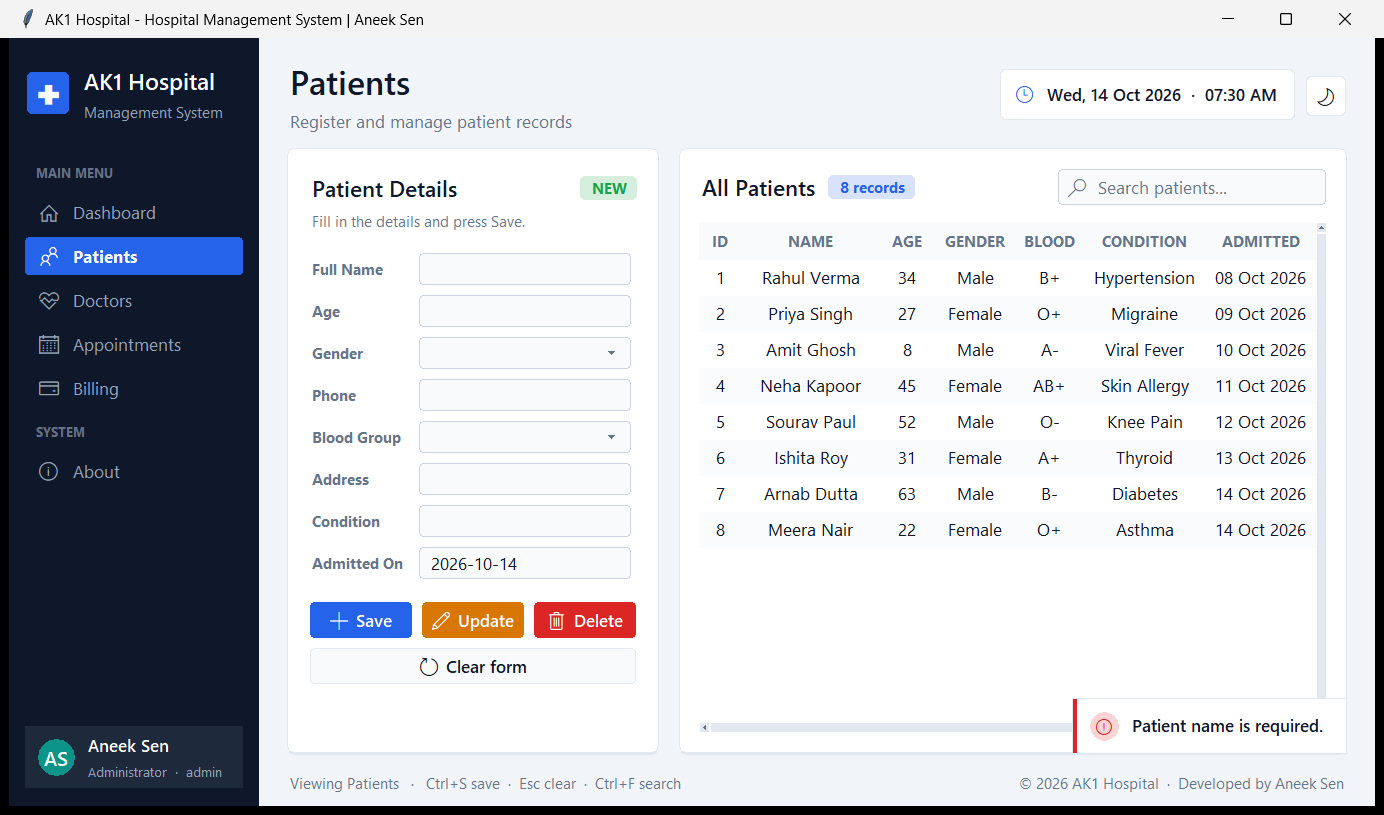 AK1 Hospital - Hospital Management System | Aneek Sen
AK1 Hospital
Management System
MAIN MENU
Dashboard
Patients
Doctors
Appointments
Billing
SYSTEM
About
AS
Aneek Sen
Administrator · admin
Patients
Register and manage patient records
Wed, 14 Oct 2026 · 07:30 AM
Patient Details
NEW
Fill in the details and press Save.
Full Name
Age
Gender
Phone
Blood Group
Address
Condition
Admitted On 2026-10-14
Save Update Delete
Clear form
All Patients 8 records Search patients...
ID NAME AGE GENDER BLOOD CONDITION ADMITTED
1 Rahul Verma 34 Male B+ Hypertension 08 Oct 2026
2 Priya Singh 27 Female O+ Migraine 09 Oct 2026
3 Amit Ghosh 8 Male A- Viral Fever 10 Oct 2026
4 Neha Kapoor 45 Female AB+ Skin Allergy 11 Oct 2026
5 Sourav Paul 52 Male O- Knee Pain 12 Oct 2026
6 Ishita Roy 31 Female A+ Thyroid 13 Oct 2026
7 Arnab Dutta 63 Male B- Diabetes 14 Oct 2026
8 Meera Nair 22 Female O+ Asthma 14 Oct 2026
Patient name is required.
Viewing Patients · Ctrl+S save · Esc clear · Ctrl+F search
© 2026 AK1 Hospital · Developed by Aneek Sen